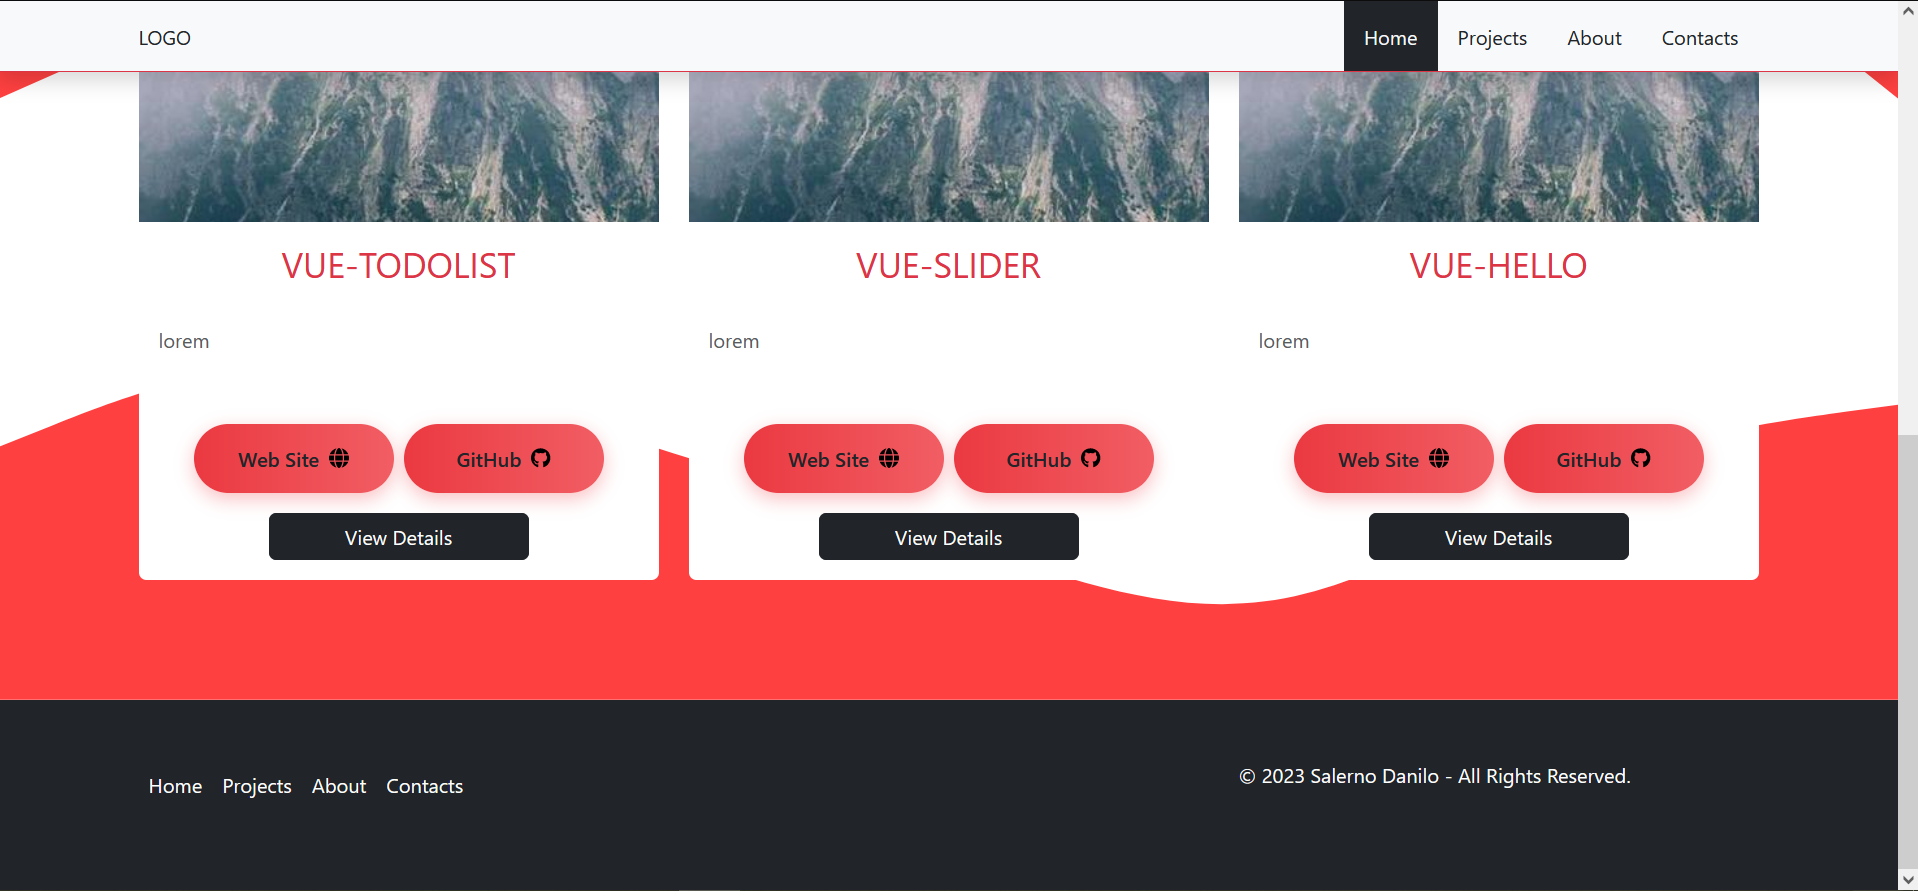 LOGO
Home Projects About Contacts
VUE-TODOLIST
lorem
Web Site GitHub
View Details
VUE-SLIDER
lorem
Web Site GitHub
View Details
VUE-HELLO
lorem
Web Site GitHub
View Details
Home Projects About Contacts
© 2023 Salerno Danilo - All Rights Reserved.